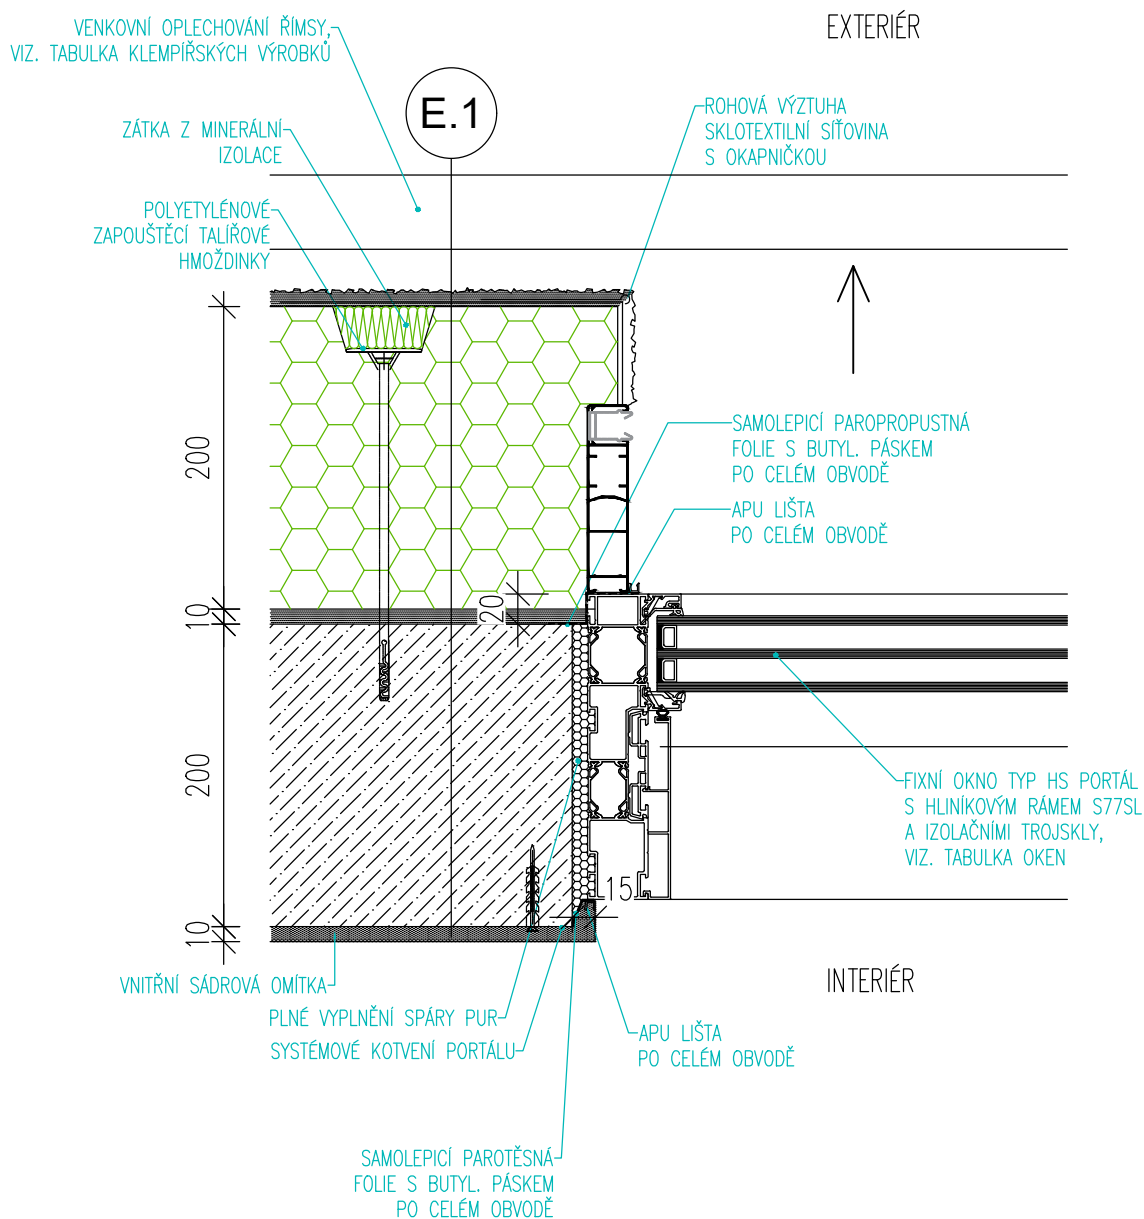 EXTERIÉR
VENKOVNÍ OPLECHOVÁNÍ ŘÍMSY,
VIZ. TABULKA KLEMPÍŘSKÝCH VÝROBKŮ
E.1
ROHOVÁ VÝZTUHA
SKLOTEXTILNÍ SÍŤOVINA
S OKAPNIČKOU
ZÁTKA Z MINERÁLNÍ
IZOLACE
POLYETYLÉNOVÉ
ZAPOUŠTĚCÍ TALÍŘOVÉ
HMOŽDINKY
200
SAMOLEPICÍ PAROPROPUSTNÁ
FOLIE S BUTYL. PÁSKEM
PO CELÉM OBVODĚ
APU LIŠTA
PO CELÉM OBVODĚ
10
20
200
FIXNÍ OKNO TYP HS PORTÁL
S HLINÍKOVÝM RÁMEM S77SL
A IZOLAČNÍMI TROJSKLY,
VIZ. TABULKA OKEN
15
10
VNITŘNÍ SÁDROVÁ OMÍTKA
INTERIÉR
PLNÉ VYPLNĚNÍ SPÁRY PUR
SYSTÉMOVÉ KOTVENÍ PORTÁLU
APU LIŠTA
PO CELÉM OBVODĚ
SAMOLEPICÍ PAROTĚSNÁ
FOLIE S BUTYL. PÁSKEM
PO CELÉM OBVODĚ